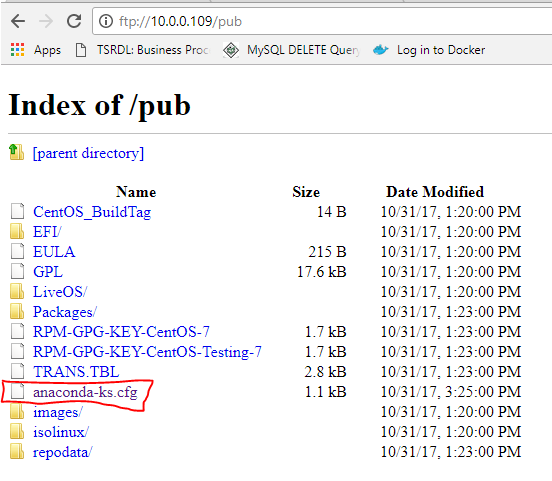 ftp://10.0.0.109/pub
Apps TSRDL: Business Proc MySQL DELETE Query Log in to Docker
Index of /pub
[parent directory]
Name Size Date Modified
CentOS_BuildTag 14 B 10/31/17, 1:20:00 PM
EFI/ 10/31/17, 1:20:00 PM
EULA 215 B 10/31/17, 1:20:00 PM
GPL 17.6 kB 10/31/17, 1:20:00 PM
LiveOS/ 10/31/17, 1:20:00 PM
Packages/ 10/31/17, 1:23:00 PM
RPM-GPG-KEY-CentOS-7 1.7 kB 10/31/17, 1:23:00 PM
RPM-GPG-KEY-CentOS-Testing-7 1.7 kB 10/31/17, 1:23:00 PM
TRANS.TBL 2.8 kB 10/31/17, 1:23:00 PM
anaconda-ks.cfg 1.1 kB 10/31/17, 3:25:00 PM
images/ 10/31/17, 1:20:00 PM
isolinux/ 10/31/17, 1:20:00 PM
repodata/ 10/31/17, 1:23:00 PM